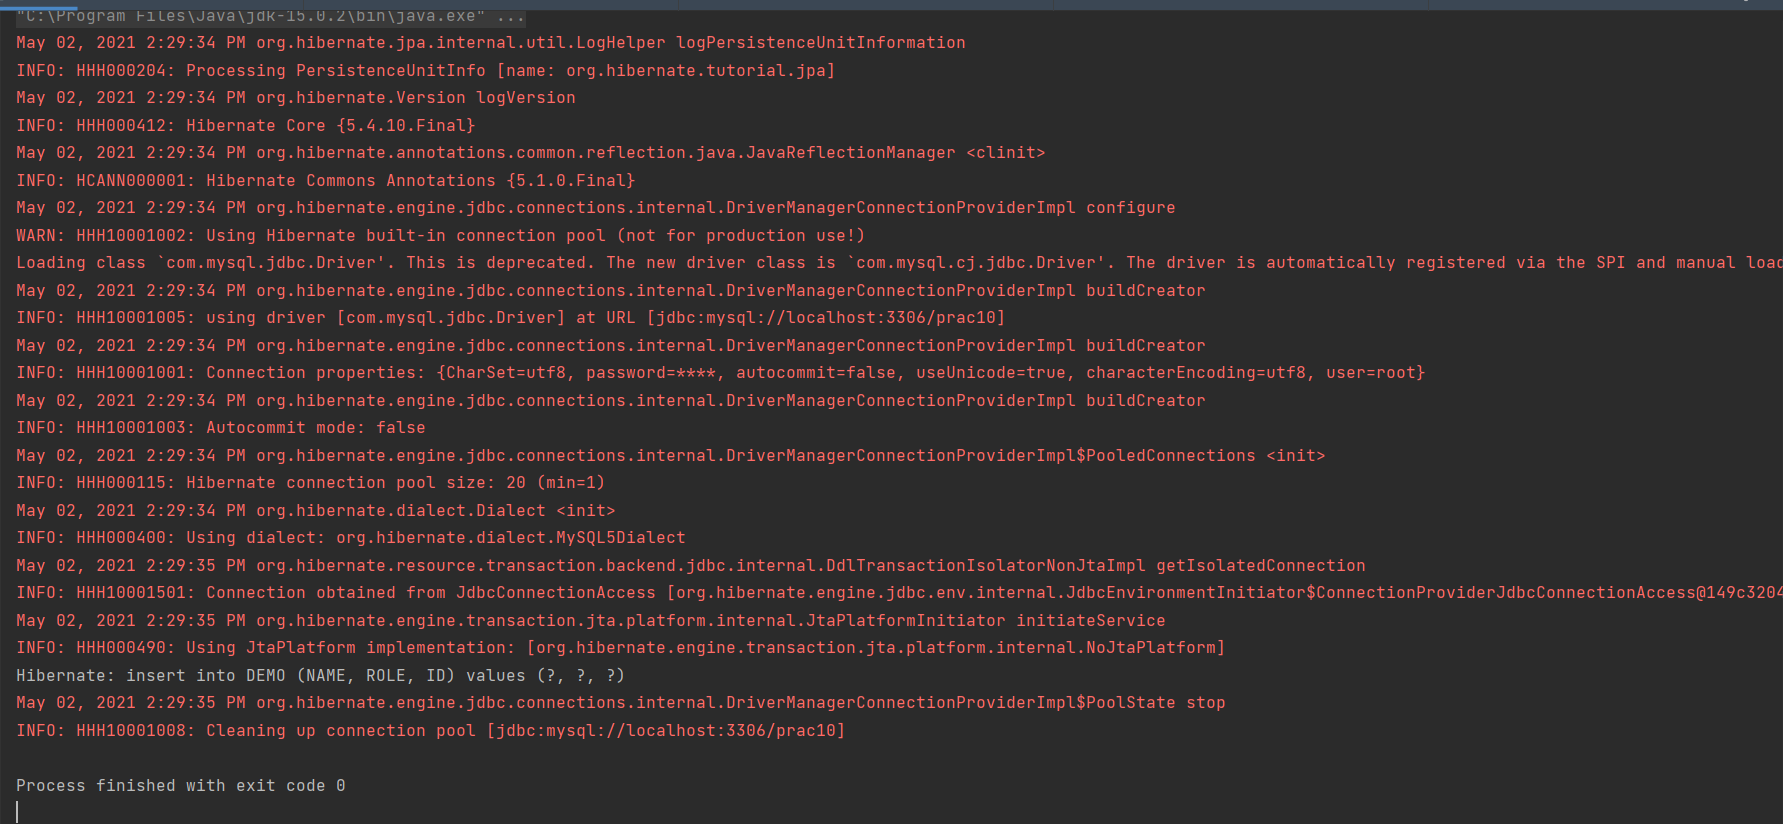 "C:\Program Files\Java\jdk-15.0.2\bin\java.exe" ...
May 02, 2021 2:29:34 PM org.hibernate.jpa.internal.util.LogHelper logPersistenceUnitInformation
INFO: HHH000204: Processing PersistenceUnitInfo [name: org.hibernate.tutorial.jpa]
May 02, 2021 2:29:34 PM org.hibernate.Version logVersion
INFO: HHH000412: Hibernate Core {5.4.10.Final}
May 02, 2021 2:29:34 PM org.hibernate.annotations.common.reflection.java.JavaReflectionManager <clinit>
INFO: HCANN000001: Hibernate Commons Annotations {5.1.0.Final}
May 02, 2021 2:29:34 PM org.hibernate.engine.jdbc.connections.internal.DriverManagerConnectionProviderImpl configure
WARN: HHH10001002: Using Hibernate built-in connection pool (not for production use!)
Loading class `com.mysql.jdbc.Driver'. This is deprecated. The new driver class is `com.mysql.cj.jdbc.Driver'. The driver is automatically registered via the SPI and manual load
May 02, 2021 2:29:34 PM org.hibernate.engine.jdbc.connections.internal.DriverManagerConnectionProviderImpl buildCreator
INFO: HHH10001005: using driver [com.mysql.jdbc.Driver] at URL [jdbc:mysql://localhost:3306/prac10]
May 02, 2021 2:29:34 PM org.hibernate.engine.jdbc.connections.internal.DriverManagerConnectionProviderImpl buildCreator
INFO: HHH10001001: Connection properties: {CharSet=utf8, password=****, autocommit=false, useUnicode=true, characterEncoding=utf8, user=root}
May 02, 2021 2:29:34 PM org.hibernate.engine.jdbc.connections.internal.DriverManagerConnectionProviderImpl buildCreator
INFO: HHH10001003: Autocommit mode: false
May 02, 2021 2:29:34 PM org.hibernate.engine.jdbc.connections.internal.DriverManagerConnectionProviderImpl$PooledConnections <init>
INFO: HHH000115: Hibernate connection pool size: 20 (min=1)
May 02, 2021 2:29:34 PM org.hibernate.dialect.Dialect <init>
INFO: HHH000400: Using dialect: org.hibernate.dialect.MySQL5Dialect
May 02, 2021 2:29:35 PM org.hibernate.resource.transaction.backend.jdbc.internal.DdlTransactionIsolatorNonJtaImpl getIsolatedConnection
INFO: HHH10001501: Connection obtained from JdbcConnectionAccess [org.hibernate.engine.jdbc.env.internal.JdbcEnvironmentInitiator$ConnectionProviderJdbcConnectionAccess@149c3204
May 02, 2021 2:29:35 PM org.hibernate.engine.transaction.jta.platform.internal.JtaPlatformInitiator initiateService
INFO: HHH000490: Using JtaPlatform implementation: [org.hibernate.engine.transaction.jta.platform.internal.NoJtaPlatform]
Hibernate: insert into DEMO (NAME, ROLE, ID) values (?, ?, ?)
May 02, 2021 2:29:35 PM org.hibernate.engine.jdbc.connections.internal.DriverManagerConnectionProviderImpl$PoolState stop
INFO: HHH10001008: Cleaning up connection pool [jdbc:mysql://localhost:3306/prac10]
Process finished with exit code 0